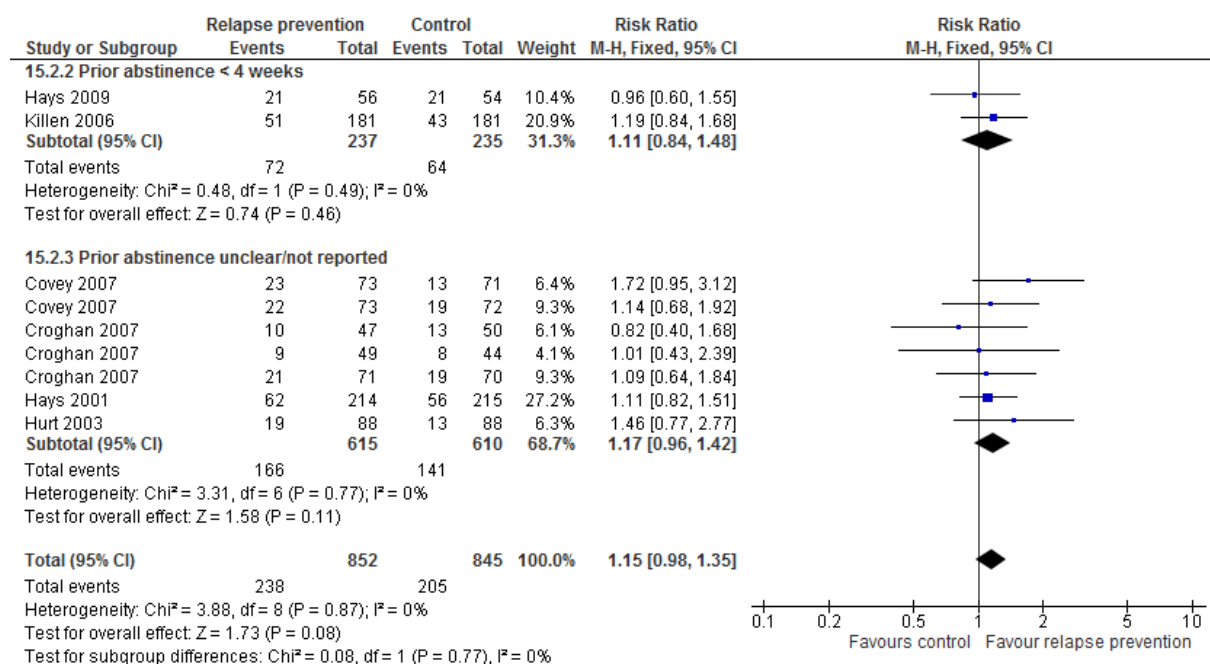 Relapse prevention Control Risk Ratio Risk Ratio
Study or Subgroup Events Total Events Total Weight M-H, Fixed, 95% CI M-H, Fixed, 95% CI
15.2.2 Prior abstinence < 4 weeks
Hays 2009 21 56 21 54 10.4% 0.96 [0.60, 1.55]
Killen 2006 51 181 43 181 20.9% 1.19 [0.84, 1.68]
Subtotal (95% CI) 237 235 31.3% 1.11 [0.84, 1.48]
Total events 72 64
Heterogeneity: Chi² = 0.48, df = 1 (P = 0.49); I² = 0%
Test for overall effect: Z = 0.74 (P = 0.46)
15.2.3 Prior abstinence unclear/not reported
Covey 2007 23 73 13 71 6.4% 1.72 [0.95, 3.12]
Covey 2007 22 73 19 72 9.3% 1.14 [0.68, 1.92]
Croghan 2007 10 47 13 50 6.1% 0.82 [0.40, 1.68]
Croghan 2007 9 49 8 44 4.1% 1.01 [0.43, 2.39]
Croghan 2007 21 71 19 70 9.3% 1.09 [0.64, 1.84]
Hays 2001 62 214 56 215 27.2% 1.11 [0.82, 1.51]
Hurt 2003 19 88 13 88 6.3% 1.46 [0.77, 2.77]
Subtotal (95% CI) 615 610 68.7% 1.17 [0.96, 1.42]
Total events 166 141
Heterogeneity: Chi² = 3.31, df = 6 (P = 0.77); I² = 0%
Test for overall effect: Z = 1.58 (P = 0.11)
Total (95% CI) 852 845 100.0% 1.15 [0.98, 1.35]
Total events 238 205
Heterogeneity: Chi² = 3.88, df = 8 (P = 0.87); I² = 0%
Test for overall effect: Z = 1.73 (P = 0.08)
Test for subgroup differences: Chi² = 0.08, df = 1 (P = 0.77), I² = 0%
0.1 0.2 0.5 1 2 5 10
Favours control Favour relapse prevention